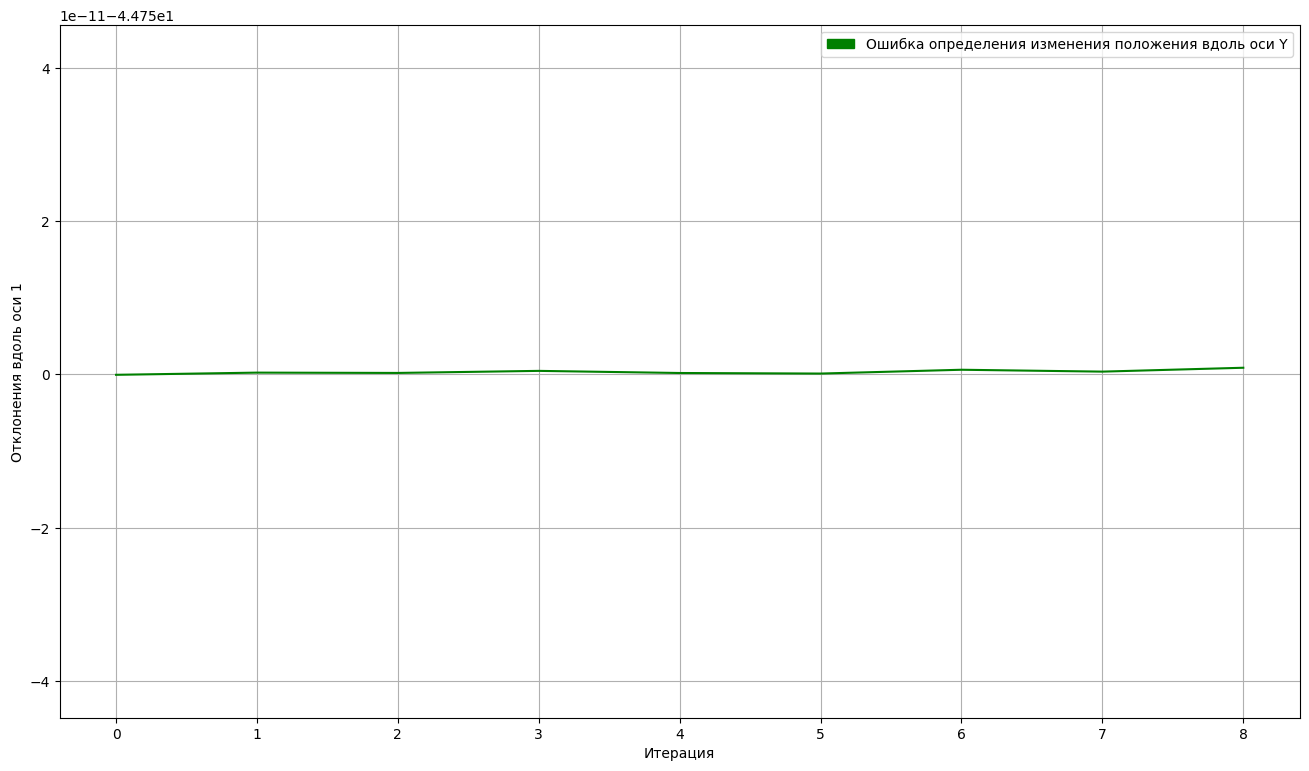 1e−11−4.475e1
Ошибка определения изменения положения вдоль оси Y
4
2
0
−2
−4
Отклонения вдоль оси 1
0 1 2 3 4 5 6 7 8
Итерация